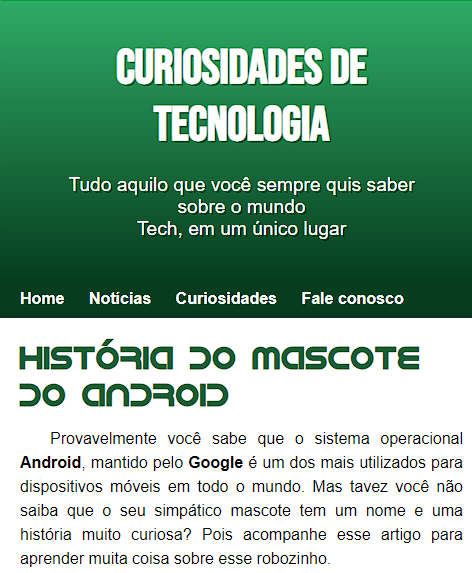 CURIOSIDADES DE
TECNOLOGIA
Tudo aquilo que você sempre quis saber
sobre o mundo
Tech, em um único lugar
Home Notícias Curiosidades Fale conosco
HISTÓRIA DO MASCOTE
DO ANDROID
Provavelmente você sabe que o sistema operacional
Android, mantido pelo Google é um dos mais utilizados para
dispositivos móveis em todo o mundo. Mas tavez você não
saiba que o seu simpático mascote tem um nome e uma
história muito curiosa? Pois acompanhe esse artigo para
aprender muita coisa sobre esse robozinho.